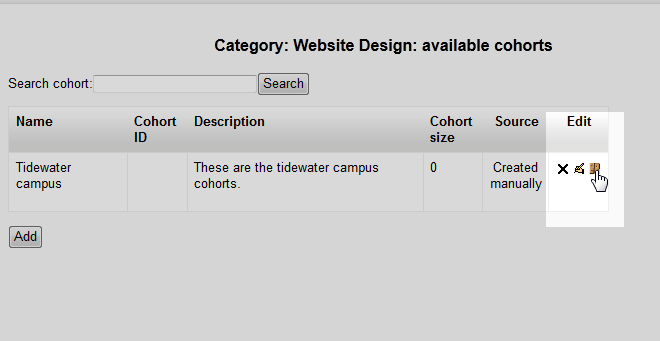 Category: Website Design: available cohorts
Search cohort: Search
Name Cohort ID Description Cohort size Source Edit
Tidewater campus These are the tidewater campus cohorts. 0 Created manually
Add